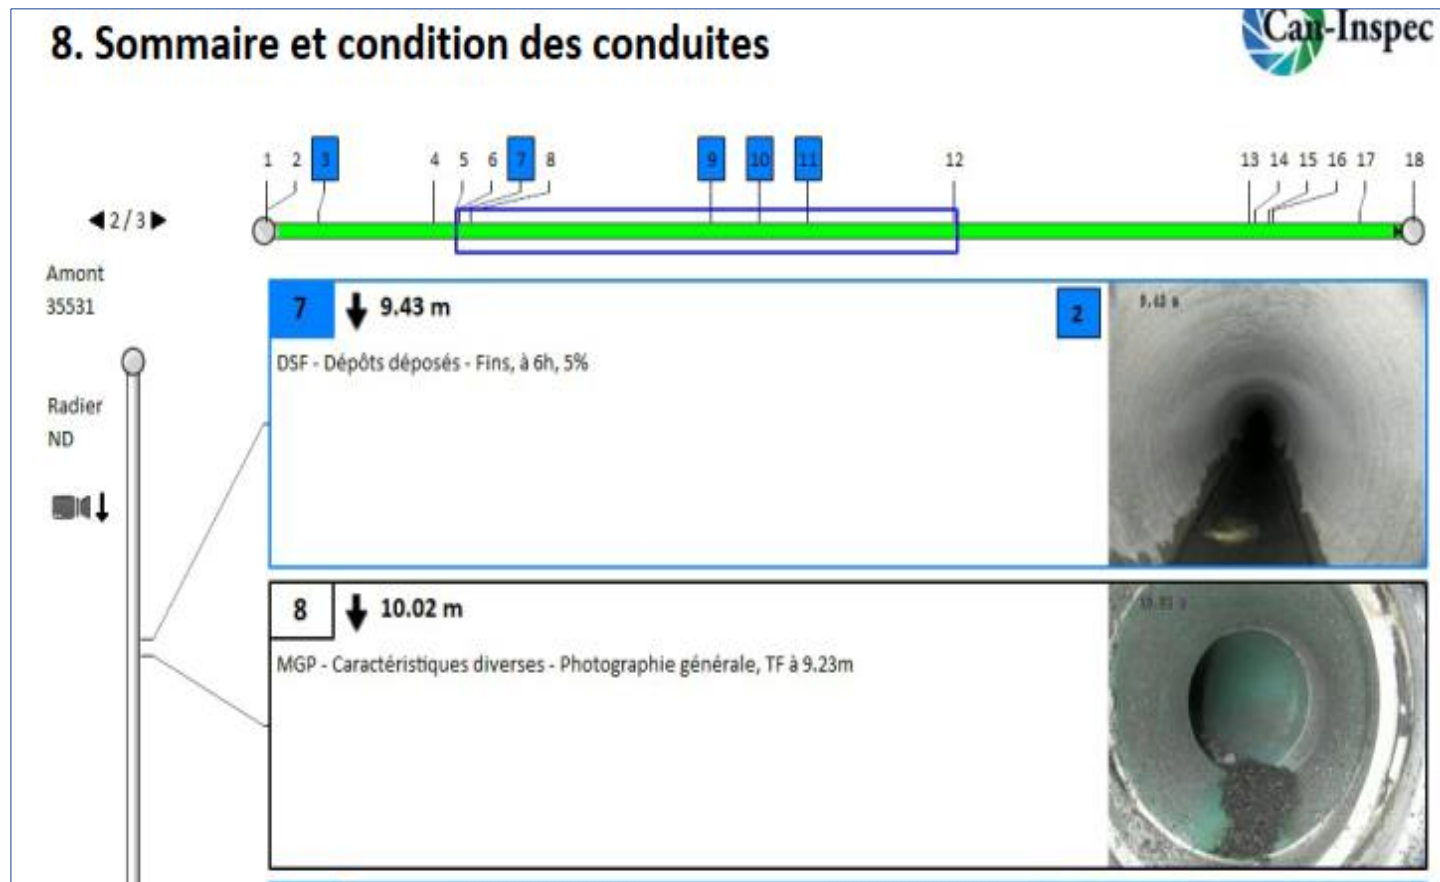 8. Sommaire et condition des conduites
Can-Inspec
1 2 3 4 5 6 7 8 9 10 11 12 13 14 15 16 17 18
2 / 3
Amont
35531
Radier
ND
7 9.43 m 2
DSF - Dépôts déposés - Fins, à 6h, 5%
9.43 m
8 10.02 m
MGP - Caractéristiques diverses - Photographie générale, TF à 9.23m